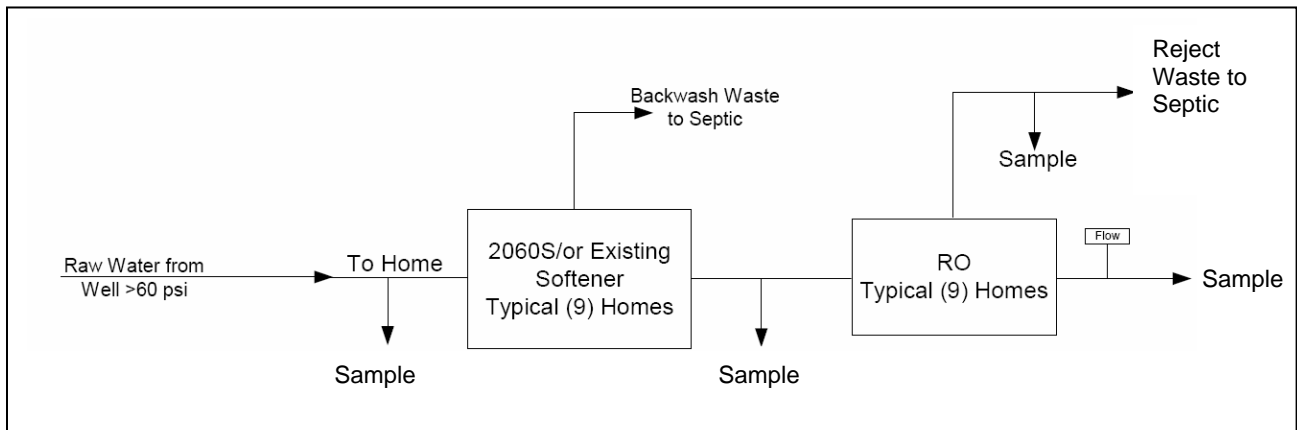 Raw Water from
Well >60 psi
To Home
Sample
2060S/or Existing
Softener
Typical (9) Homes
Backwash Waste
to Septic
Sample
RO
Typical (9) Homes
Sample
Reject
Waste to
Septic
Flow
Sample